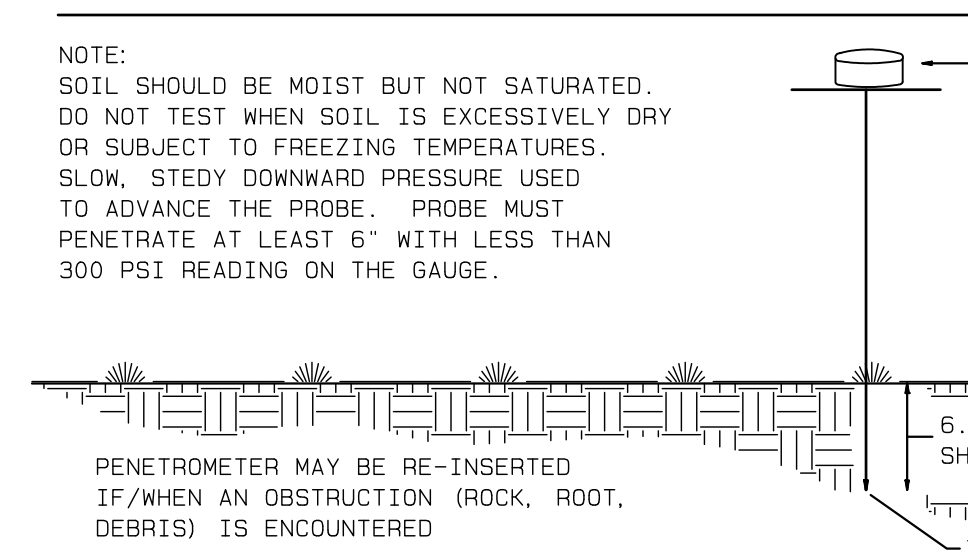 NOTE:
SOIL SHOULD BE MOIST BUT NOT SATURATED.
DO NOT TEST WHEN SOIL IS EXCESSIVELY DRY
OR SUBJECT TO FREEZING TEMPERATURES.
SLOW, STEDY DOWNWARD PRESSURE USED
TO ADVANCE THE PROBE. PROBE MUST
PENETRATE AT LEAST 6" WITH LESS THAN
300 PSI READING ON THE GAUGE.
6.
SH
PENETROMETER MAY BE RE-INSERTED
IF/WHEN AN OBSTRUCTION (ROCK, ROOT,
DEBRIS) IS ENCOUNTERED